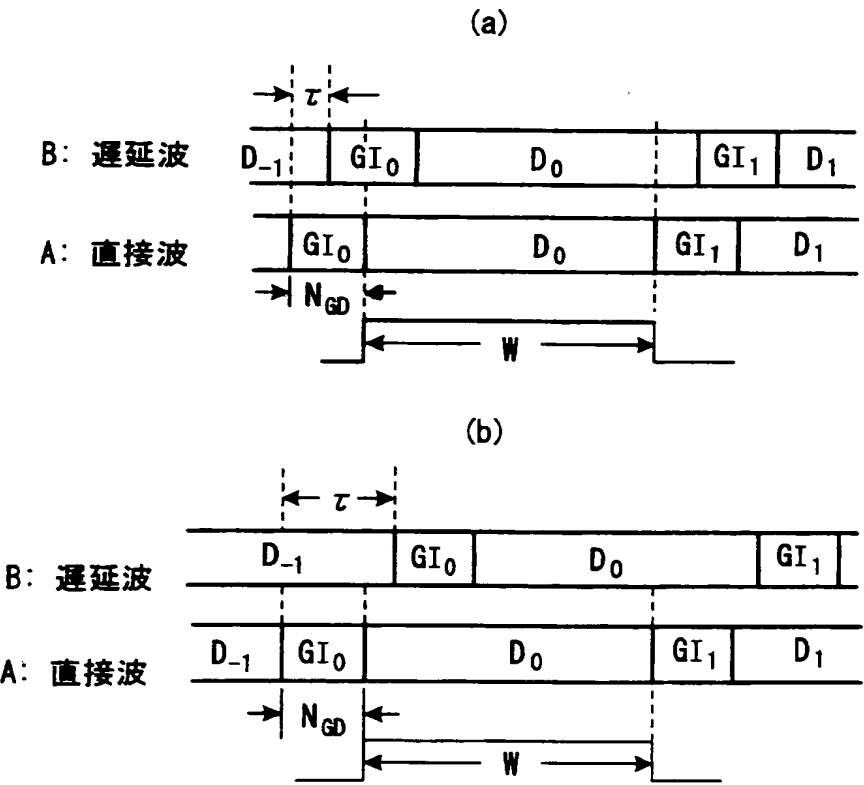 (a)
τ
B: 遅延波 D₋₁ GI₀ D₀ GI₁ D₁
A: 直接波 GI₀ D₀ GI₁ D₁
N_GD
W
(b)
τ
B: 遅延波 D₋₁ GI₀ D₀ GI₁
A: 直接波 D₋₁ GI₀ D₀ GI₁ D₁
N_GD
W